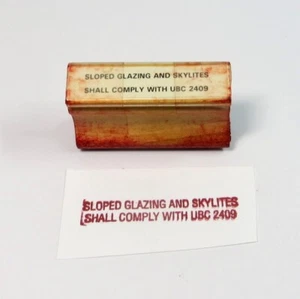 SLOPED GLAZING AND SKYLITES
SHALL COMPLY WITH UBC 2409
SLOPED GLAZING AND SKYLITES
SHALL COMPLY WITH UBC 2409